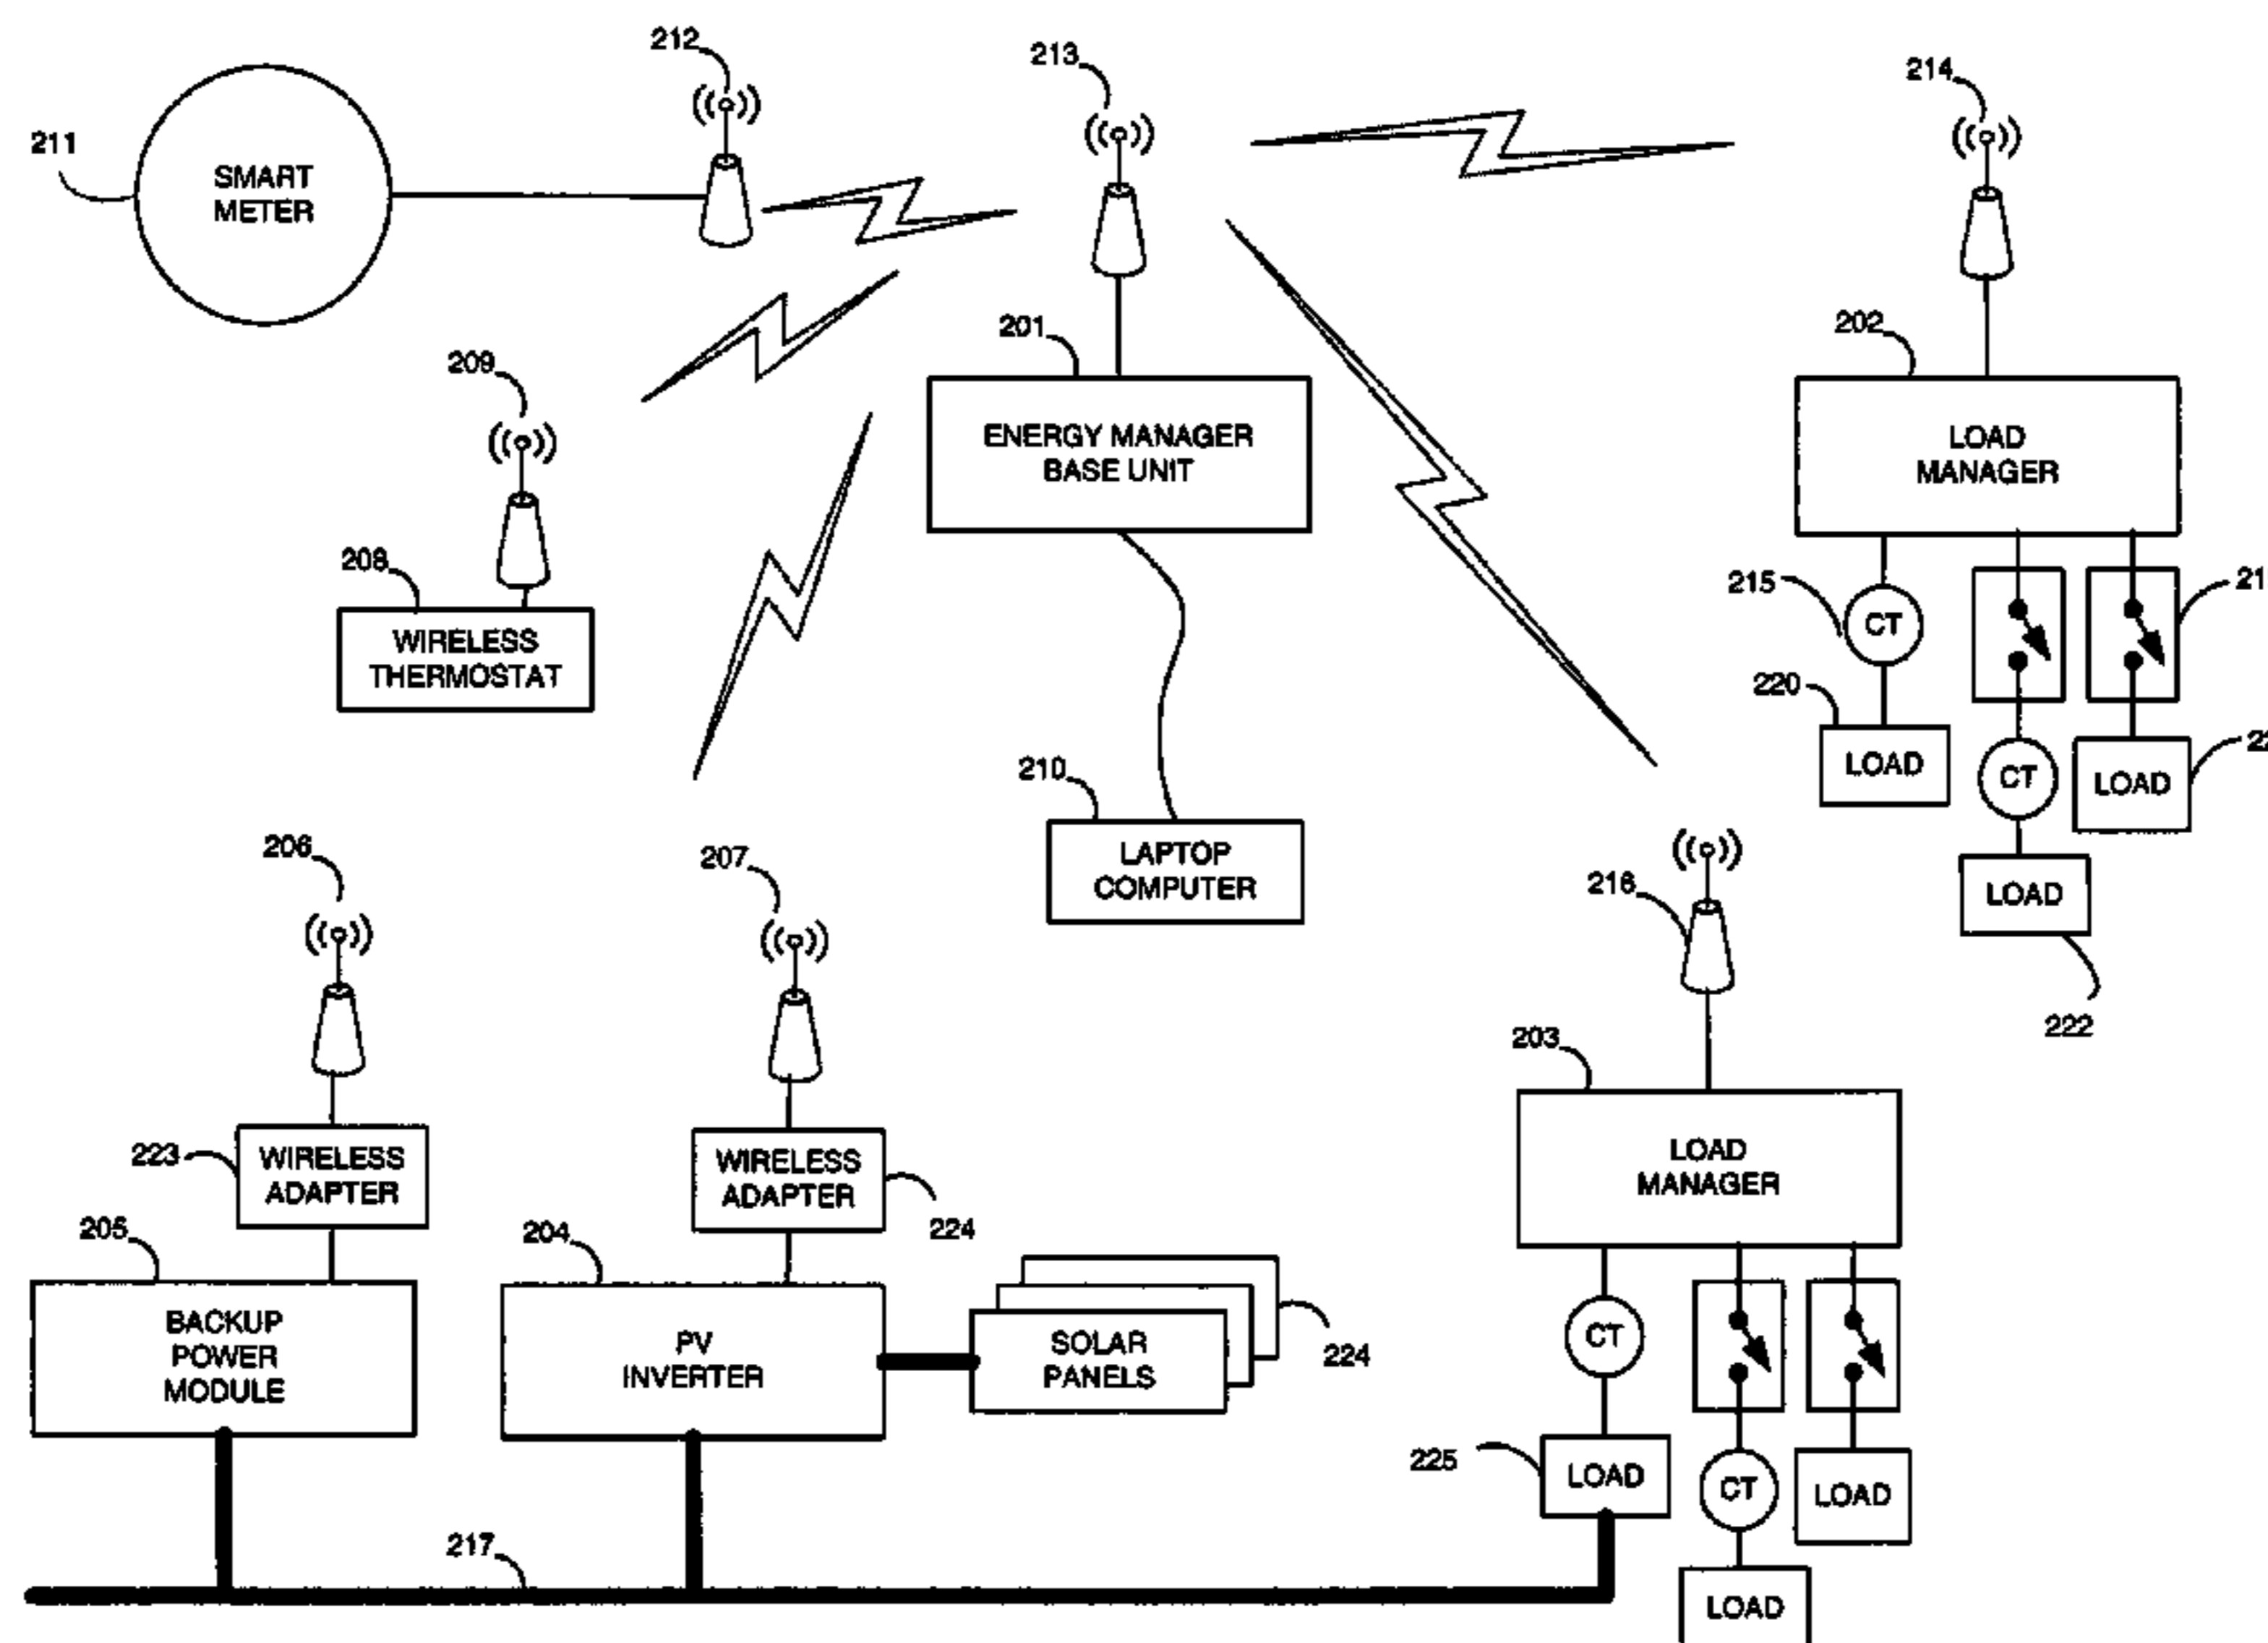 212
213
214
211
SMART
METER
201
202
209
ENERGY MANAGER
BASE UNIT
LOAD
MANAGER
208
WIRELESS
THERMOSTAT
215
CT
220
LOAD
CT
LOAD
LOAD
222
210
LAPTOP
COMPUTER
206
207
216
203
223
WIRELESS
ADAPTER
WIRELESS
ADAPTER
224
LOAD
MANAGER
205
204
BACKUP
POWER
MODULE
PV
INVERTER
SOLAR
PANELS
224
CT
225
LOAD
CT
LOAD
217
LOAD